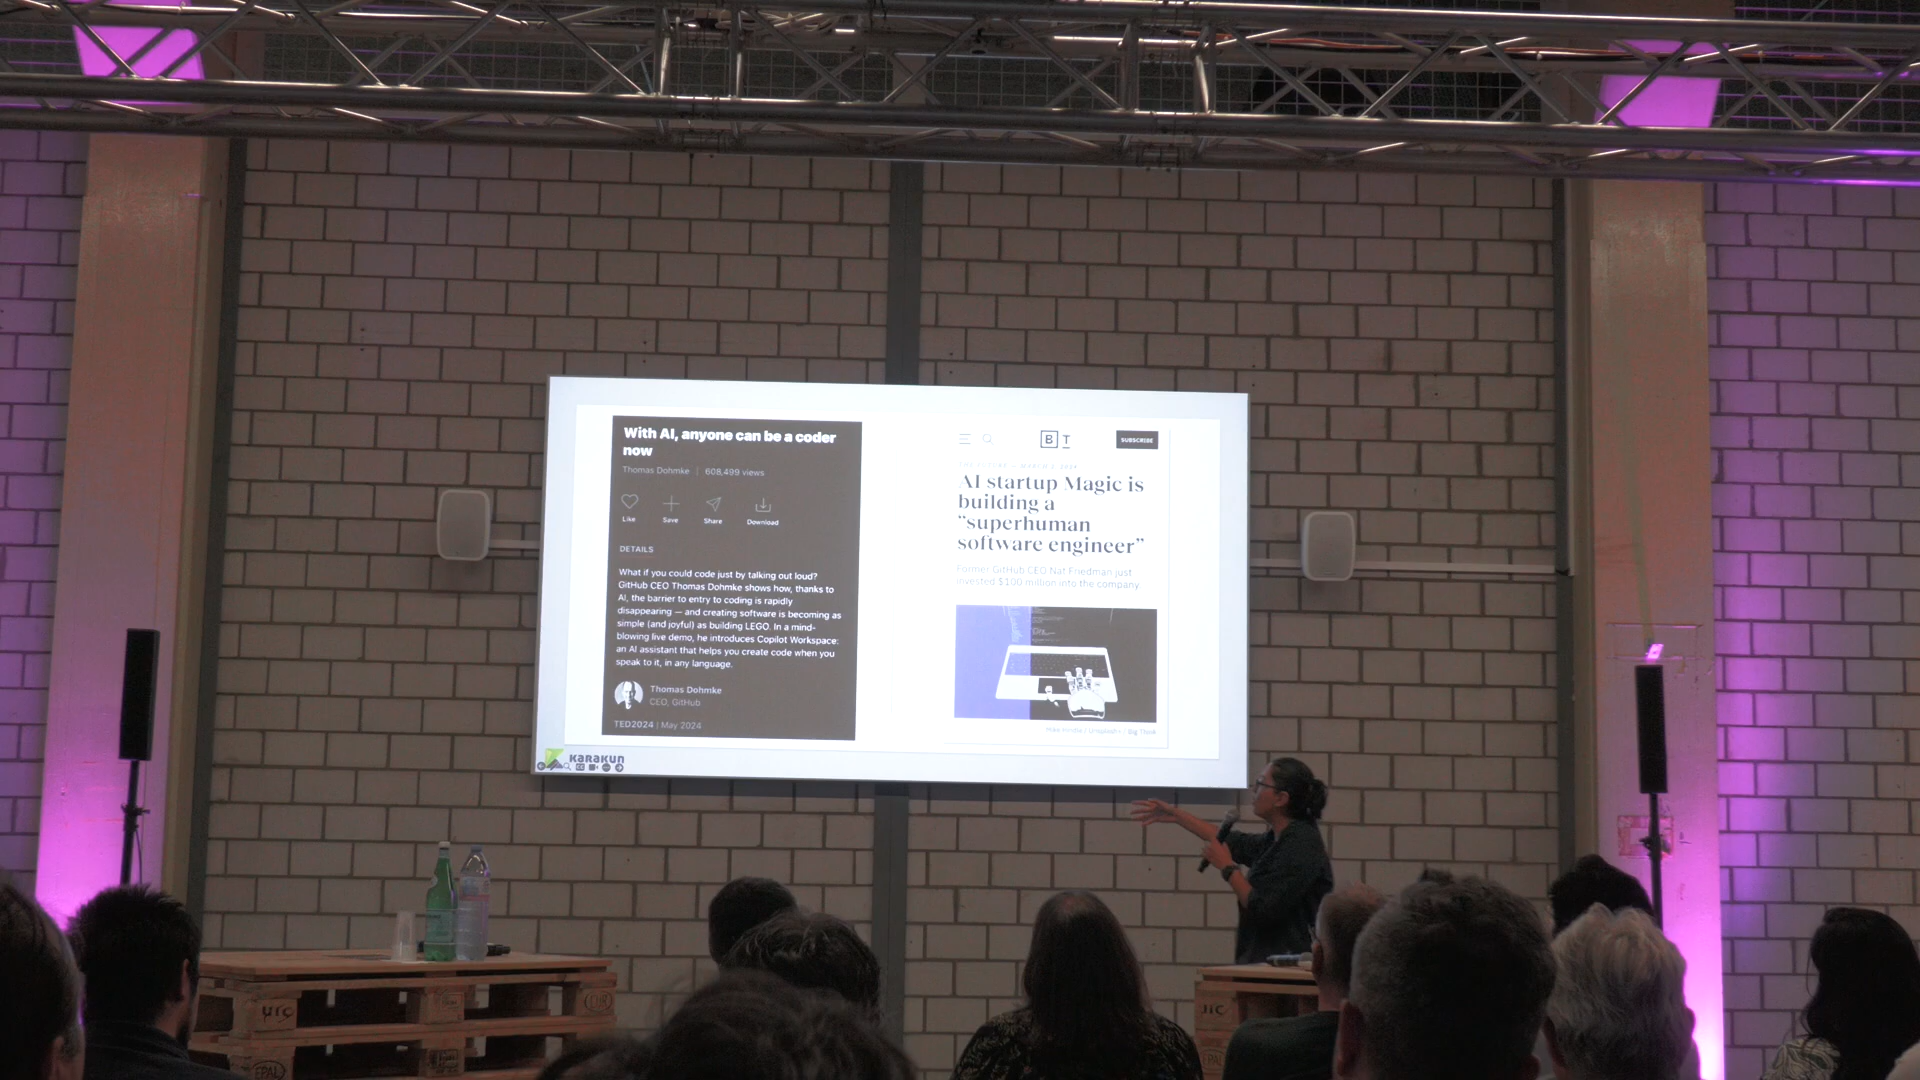 With AI, anyone can be a coder
now
Thomas Dohmke | 608,499 views
Like Save Share Download
DETAILS
What if you could code just by talking out loud?
GitHub CEO Thomas Dohmke shows how, thanks to
AI, the barrier to entry to coding is rapidly
disappearing — and creating software is becoming as
simple (and joyful) as building LEGO. In a mind-
blowing live demo, he introduces Copilot Workspace:
an AI assistant that helps you create code when you
speak to it, in any language.
Thomas Dohmke
CEO, GitHub
TED2024 | May 2024
KARAKUN
B T
SUBSCRIBE
AI startup Magic is
building a
"superhuman
software engineer"
Former GitHub CEO Nat Friedman just
invested $100 million into the company.
Big Think
EPAL